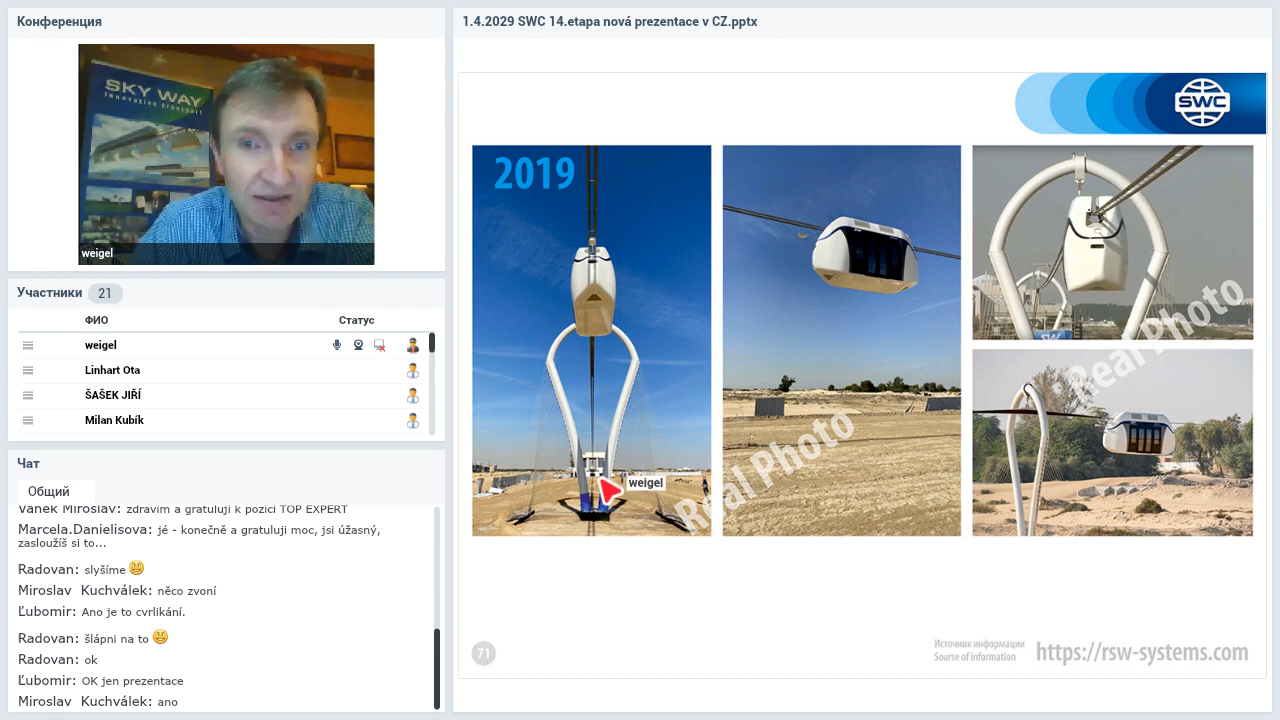 Конференция
SKY WAY
Innovation transport
weigel
Участники 21
ФИО Статус
weigel
Linhart Ota
ŠAŠEK JIŘÍ
Milan Kubík
Чат
Общий
Vaněk Miroslav: zdravím a gratuluji k pozici TOP EXPERT
Marcela.Danielisova: jé - konečně a gratuluji moc, jsi úžasný,
zasloužíš si to...
Radovan: slyšíme
Miroslav Kuchválek: něco zvoní
Ľubomir: Ano je to cvrlikání.
Radovan: šlápni na to
Radovan: ok
Ľubomir: OK jen prezentace
Miroslav Kuchválek: ano
1.4.2029 SWC 14.etapa nová prezentace v CZ.pptx
SWC
2019
Real Photo
Real Photo
weigel
71
Источник информации
Sourse of information
https://rsw-systems.com